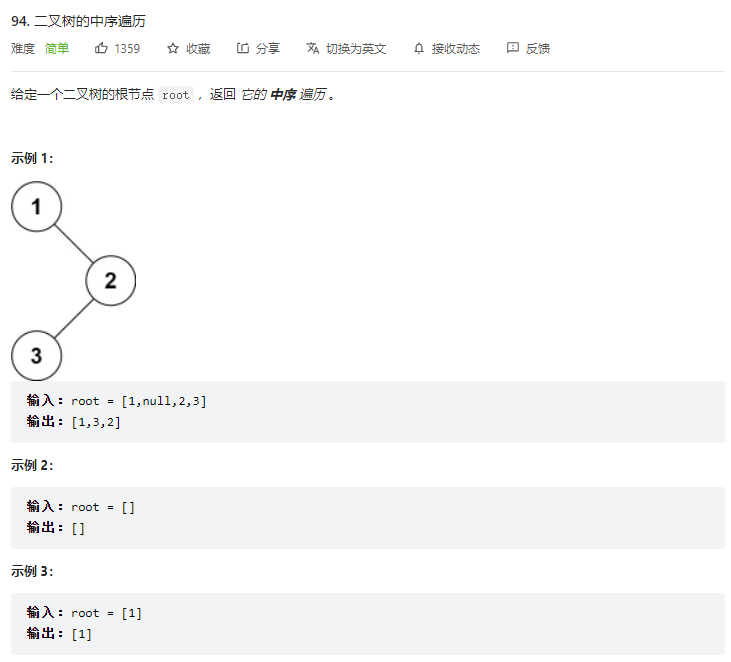 94. 二叉树的中序遍历
难度 简单 1359 收藏 分享 切换为英文 接收动态 反馈
给定一个二叉树的根节点 root ，返回 它的 中序 遍历 。
示例 1：
1
2
3
输入：root = [1,null,2,3]
输出：[1,3,2]
示例 2：
输入：root = []
输出：[]
示例 3：
输入：root = [1]
输出：[1]